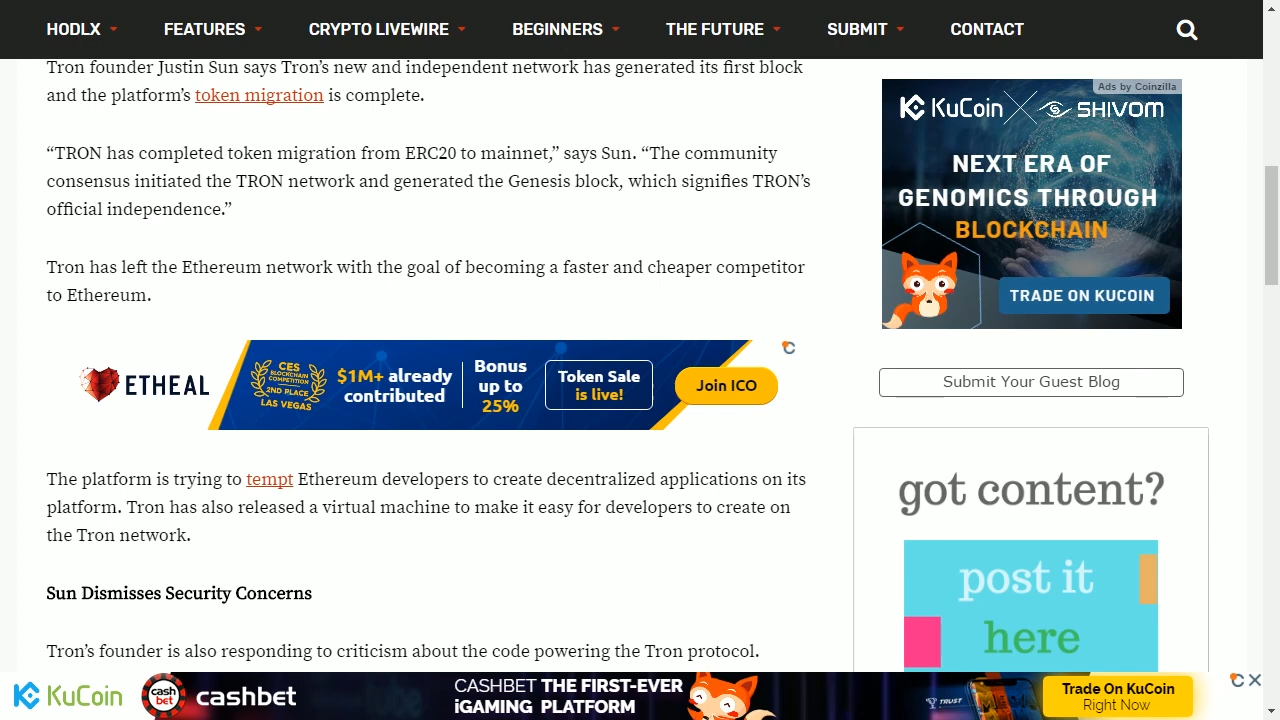 HODLX FEATURES CRYPTO LIVEWIRE BEGINNERS THE FUTURE SUBMIT CONTACT
Tron founder Justin Sun says Tron’s new and independent network has generated its first block
and the platform’s token migration is complete.
“TRON has completed token migration from ERC20 to mainnet,” says Sun. “The community
consensus initiated the TRON network and generated the Genesis block, which signifies TRON’s
official independence.”
Tron has left the Ethereum network with the goal of becoming a faster and cheaper competitor
to Ethereum.
ETHEAL
CES
BLOCKCHAIN
COMPETITION
2ND PLACE
LAS VEGAS
$1M+ already
contributed
Bonus
up to
25%
Token Sale
is live!
Join ICO
The platform is trying to tempt Ethereum developers to create decentralized applications on its
platform. Tron has also released a virtual machine to make it easy for developers to create on
the Tron network.
Sun Dismisses Security Concerns
Tron’s founder is also responding to criticism about the code powering the Tron protocol.
Ads by Coinzilla
KuCoin SHIVOM
NEXT ERA OF
GENOMICS THROUGH
BLOCKCHAIN
TRADE ON KUCOIN
Submit Your Guest Blog
got content?
post it
here
KuCoin
cash
bet
cashbet
CASHBET THE FIRST-EVER
iGAMING PLATFORM
TRUST
Trade On KuCoin
Right Now